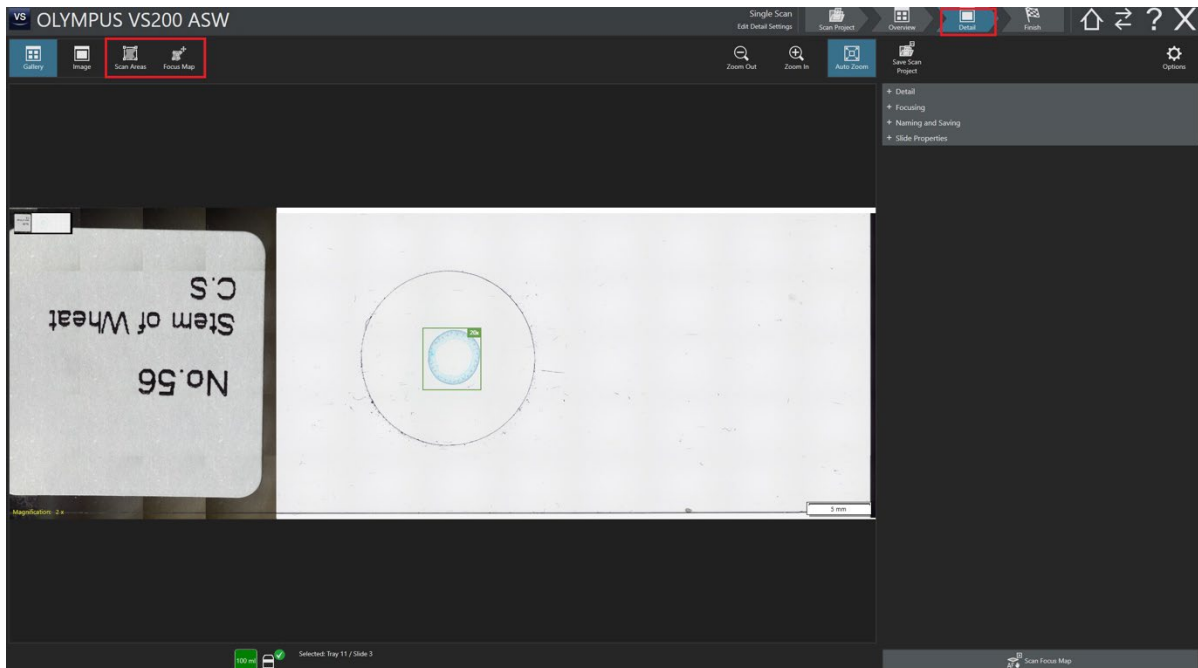 VS OLYMPUS VS200 ASW
Single Scan
Edit Detail Settings
Scan Project
Overview
Detail
Finish
Gallery
Image
Scan Areas
Focus Map
Zoom Out
Zoom In
Auto Zoom
Save Scan
Project
Options
+ Detail
+ Focusing
+ Naming and Saving
+ Slide Properties
No.56
Stem of Wheat
C.S
20x
Magnification: 2 x
5 mm
100 ml
Selected: Tray 11 / Slide 3
Scan Focus Map